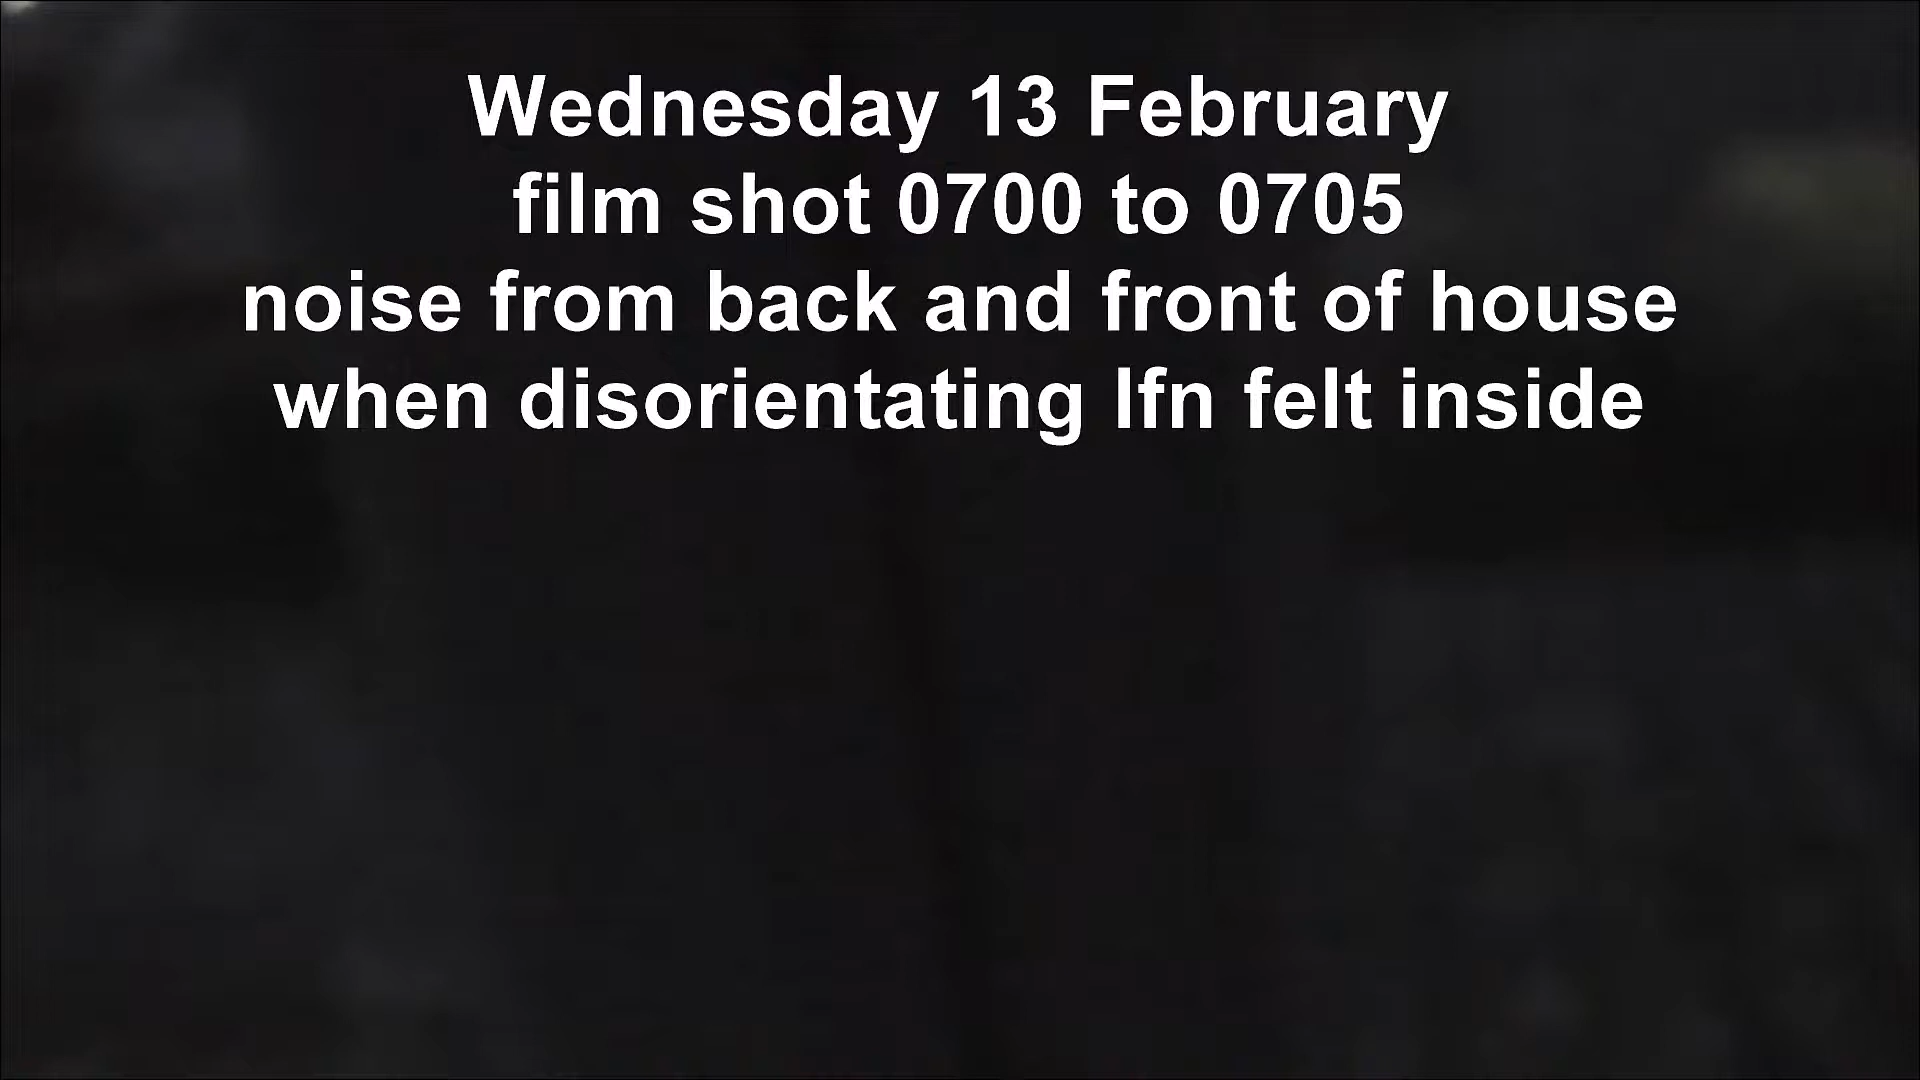 Wednesday 13 February
film shot 0700 to 0705
noise from back and front of house
when disorientating lfn felt inside